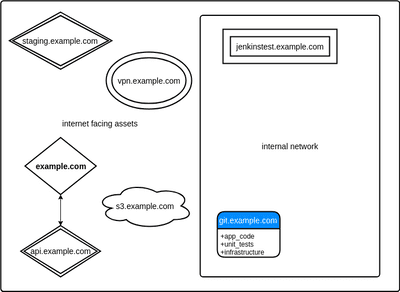 staging.example.com
vpn.example.com
internet facing assets
example.com
s3.example.com
api.example.com
jenkinstest.example.com
internal network
git.example.com
+app_code
+unit_tests
+infrastructure